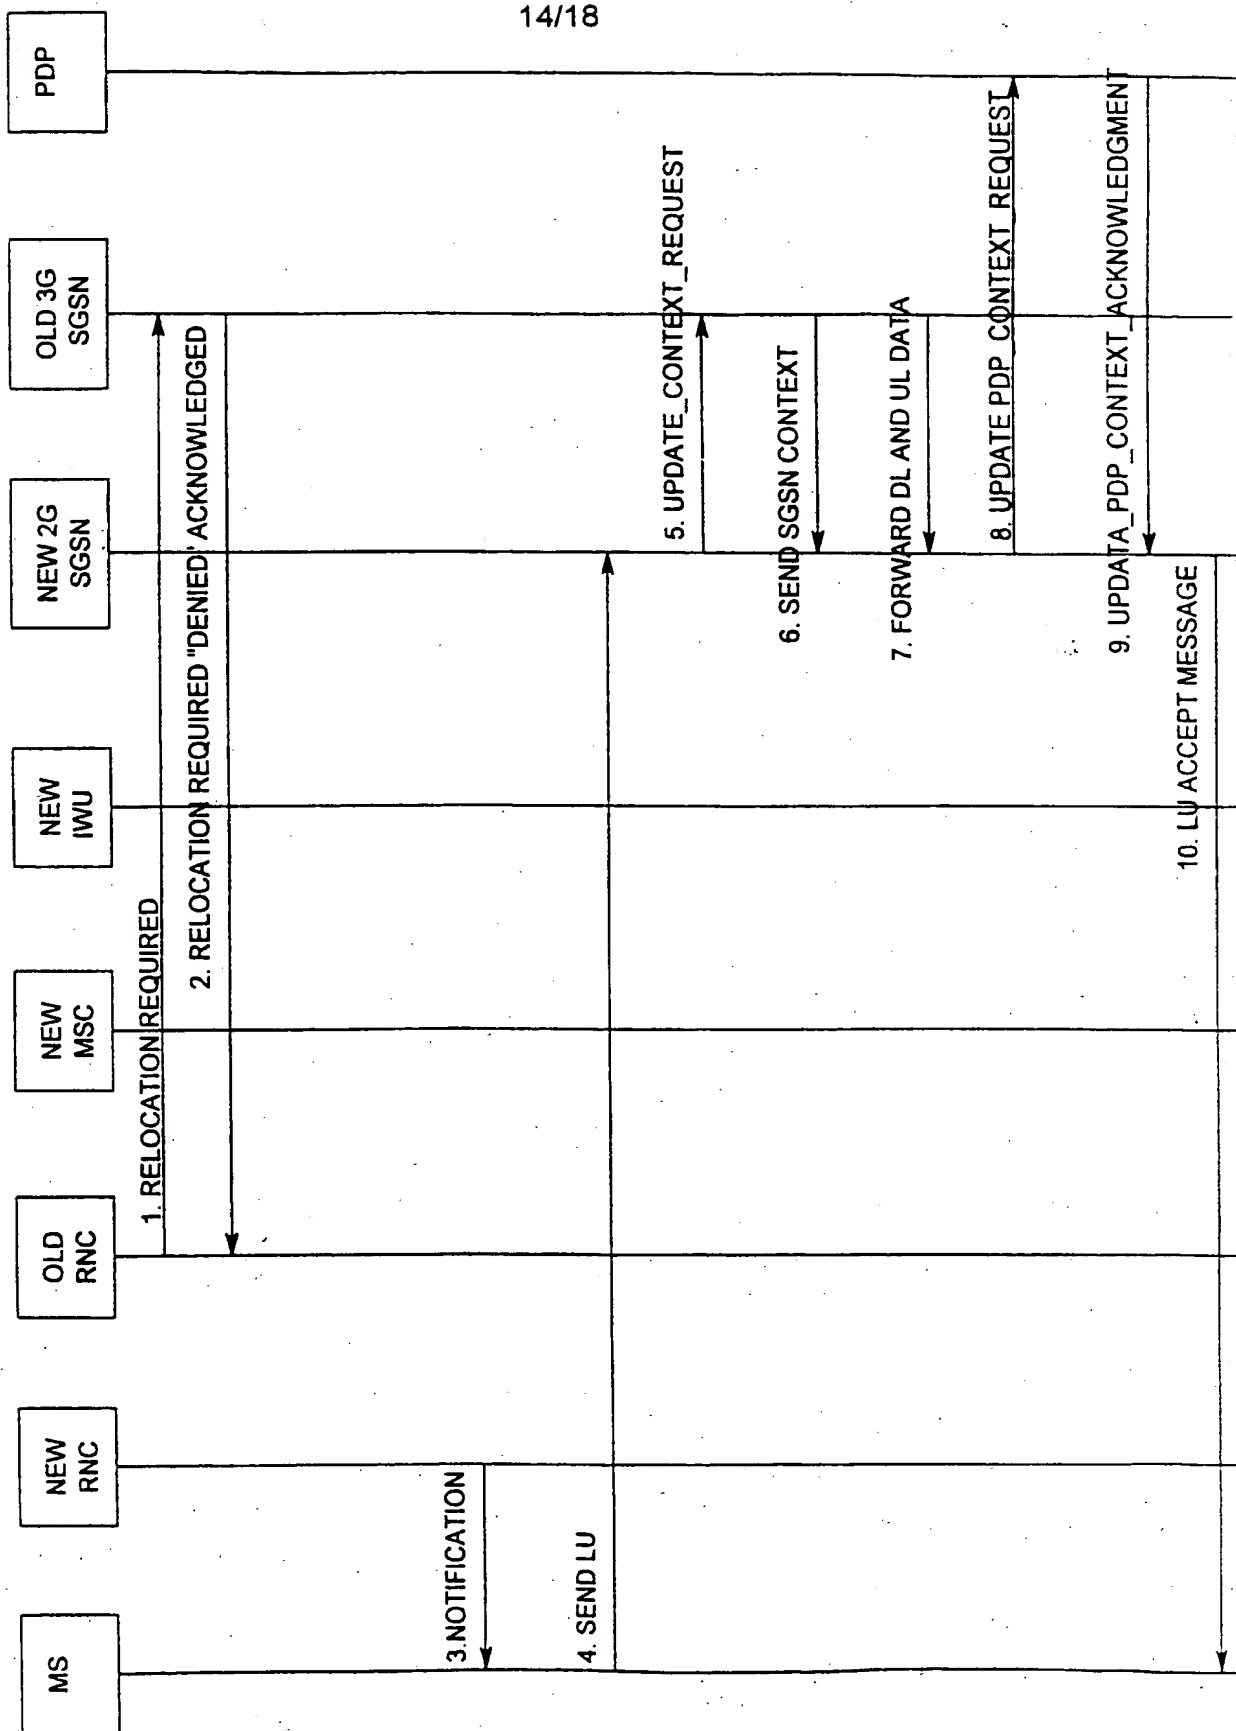 14/18
MS
NEW
RNC
OLD
RNC
NEW
MSC
NEW
IWU
NEW 2G
SGSN
OLD 3G
SGSN
PDP
1. RELOCATION REQUIRED
2. RELOCATION REQUIRED "DENIED' ACKNOWLEDGED
3.NOTIFICATION
4. SEND LU
5. UPDATE_CONTEXT_REQUEST
6. SEND SGSN CONTEXT
7. FORWARD DL AND UL DATA
8. UPDATE PDP_CONTEXT_REQUEST
9. UPDATA_PDP_CONTEXT_ACKNOWLEDGMENT
10. LU ACCEPT MESSAGE